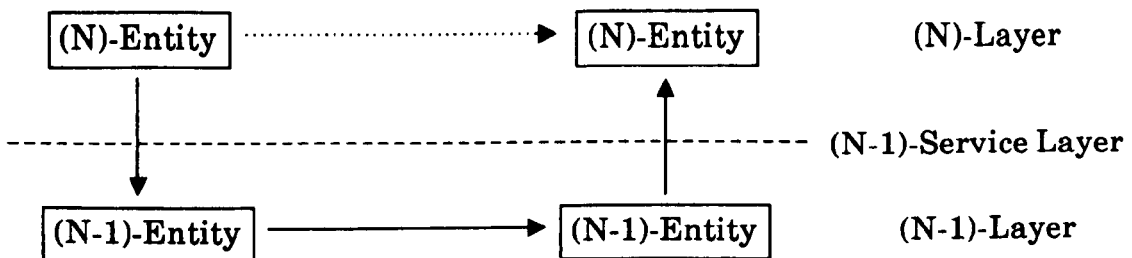 (N)-Entity (N)-Entity (N)-Layer
(N-1)-Service Layer
(N-1)-Entity (N-1)-Entity (N-1)-Layer